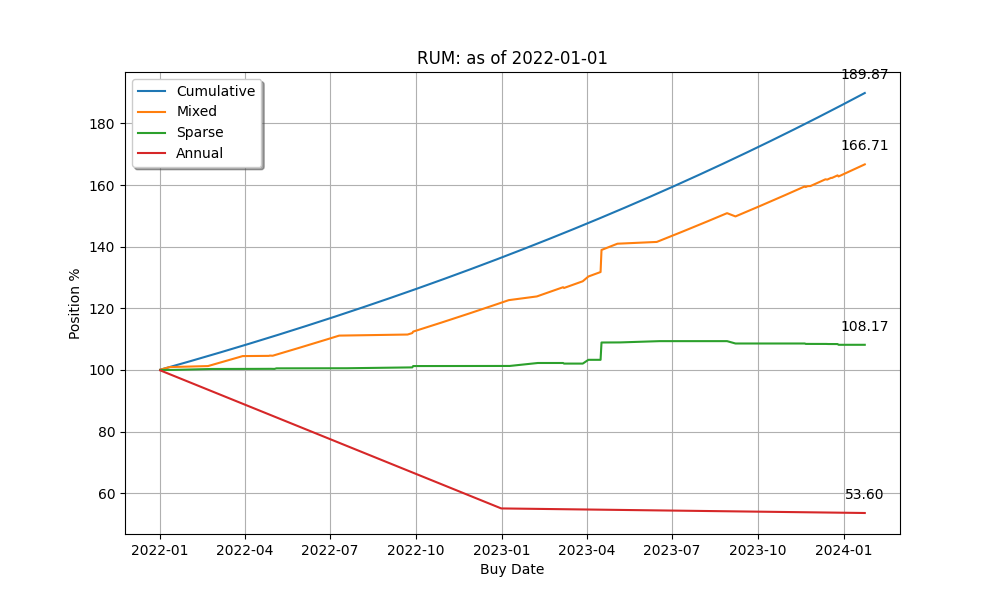 RUM: as of 2022-01-01
189.87
Cumulative
Mixed
Sparse
Annual
166.71
108.17
53.60
180
160
140
120
100
80
60
Position %
2022-01
2022-04
2022-07
2022-10
2023-01
2023-04
2023-07
2023-10
2024-01
Buy Date